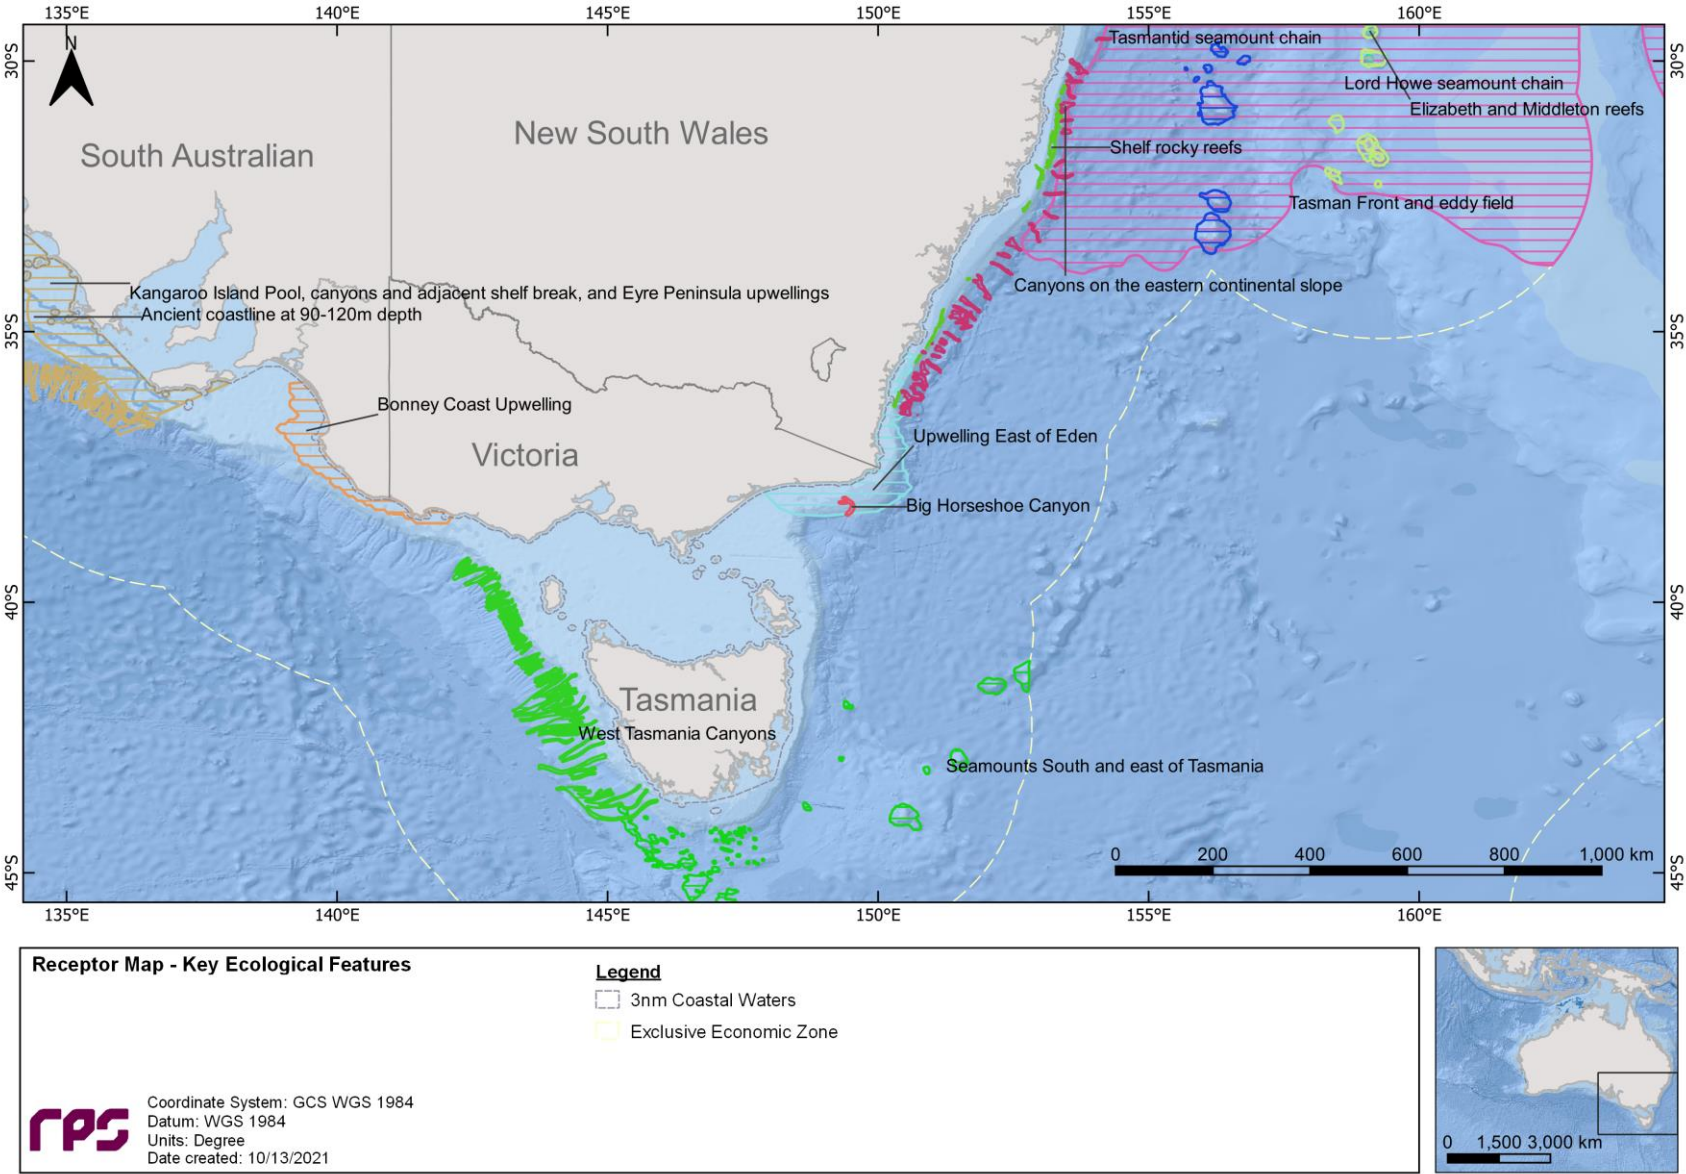 135°E 140°E 145°E 150°E 155°E 160°E
30°S
30°S
N
Tasmantid seamount chain
Lord Howe seamount chain
Elizabeth and Middleton reefs
New South Wales
South Australian
Shelf rocky reefs
Tasman Front and eddy field
Canyons on the eastern continental slope
Kangaroo Island Pool, canyons and adjacent shelf break, and Eyre Peninsula upwellings
Ancient coastline at 90-120m depth
35°S
35°S
Bonney Coast Upwelling
Upwelling East of Eden
Victoria
Big Horseshoe Canyon
40°S
40°S
Tasmania
West Tasmania Canyons
Seamounts South and east of Tasmania
0 200 400 600 800 1,000 km
45°S
45°S
135°E 140°E 145°E 150°E 155°E 160°E
Receptor Map - Key Ecological Features
Legend
3nm Coastal Waters
Exclusive Economic Zone
rps
Coordinate System: GCS WGS 1984
Datum: WGS 1984
Units: Degree
Date created: 10/13/2021
0 1,500 3,000 km